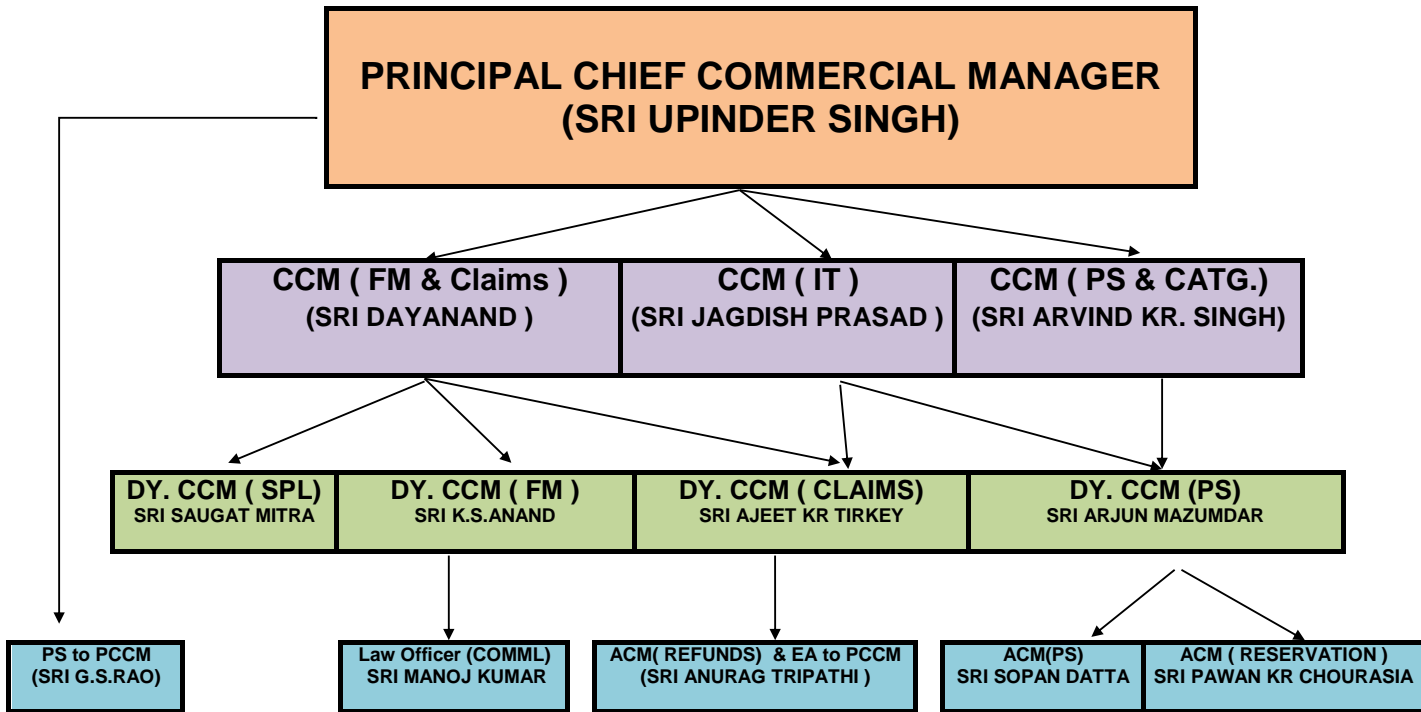 PRINCIPAL CHIEF COMMERCIAL MANAGER
(SRI UPINDER SINGH)
CCM ( FM & Claims )
(SRI DAYANAND )
CCM ( IT )
(SRI JAGDISH PRASAD )
CCM ( PS & CATG.)
(SRI ARVIND KR. SINGH)
DY. CCM ( SPL)
SRI SAUGAT MITRA
DY. CCM ( FM )
SRI K.S.ANAND
DY. CCM ( CLAIMS)
SRI AJEET KR TIRKEY
DY. CCM (PS)
SRI ARJUN MAZUMDAR
PS to PCCM
(SRI G.S.RAO)
Law Officer (COMML)
SRI MANOJ KUMAR
ACM( REFUNDS) & EA to PCCM
(SRI ANURAG TRIPATHI )
ACM(PS)
SRI SOPAN DATTA
ACM ( RESERVATION )
SRI PAWAN KR CHOURASIA